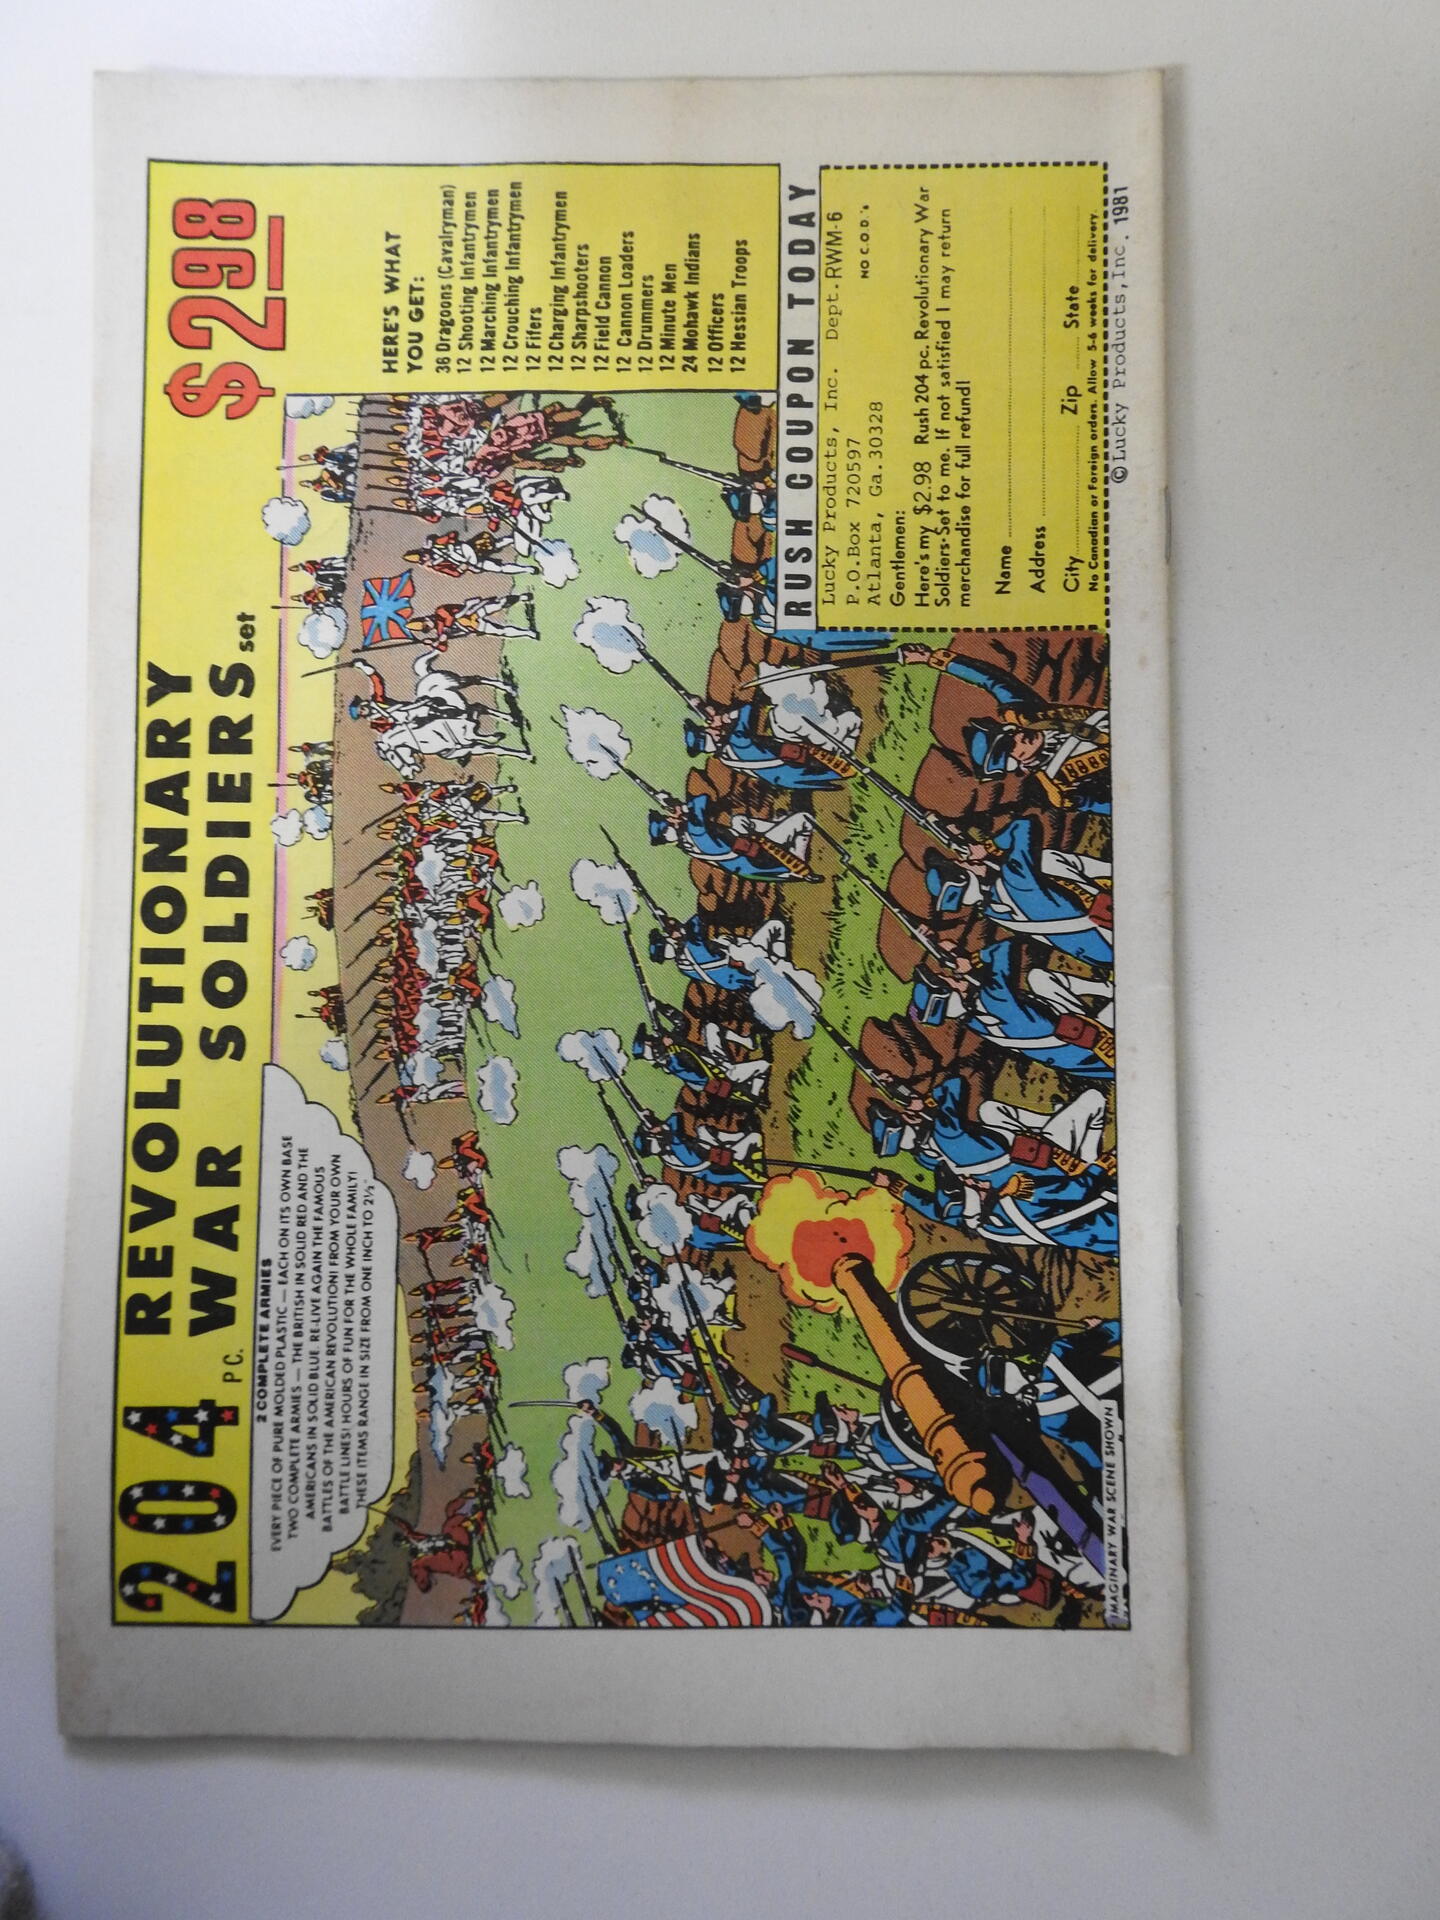 204 REVOLUTIONARY
PC. WAR SOLDIERS set
$298
2 COMPLETE ARMIES
EVERY PIECE OF PURE MOLDED PLASTIC — EACH ON ITS OWN BASE
TWO COMPLETE ARMIES — THE BRITISH IN SOLID RED AND THE
AMERICANS IN SOLID BLUE. RE-LIVE AGAIN THE FAMOUS
BATTLES OF THE AMERICAN REVOLUTION! FROM YOUR OWN
BATTLE LINES! HOURS OF FUN FOR THE WHOLE FAMILY!
THESE ITEMS RANGE IN SIZE FROM ONE INCH TO 2½"
HERE'S WHAT
YOU GET:
36 Dragons (Cavalryman)
12 Shooting Infantrymen
12 Marching Infantrymen
12 Crouching Infantrymen
12 Fifers
12 Charging Infantrymen
12 Sharpshooters
12 Field Cannon
12 Cannon Loaders
12 Drummers
12 Minute Men
24 Mohawk Indians
12 Officers
12 Hessian Troops
RUSH COUPON TODAY
Lucky Products, Inc. Dept. RWM-6
P.O.Box 720597 NO C.O.D.'s
Atlanta, Ga.30328
Gentlemen:
Here's my $2.98 Rush 204 pc. Revolutionary War
Soldiers-Set to me. If not satisfied I may return
merchandise for full refund!
Name
Address
City Zip State
No Canadian or Foreign orders. Allow 5-6 weeks for delivery.
©Lucky Products,Inc. 1981
IMAGINARY WAR SCENE SHOWN